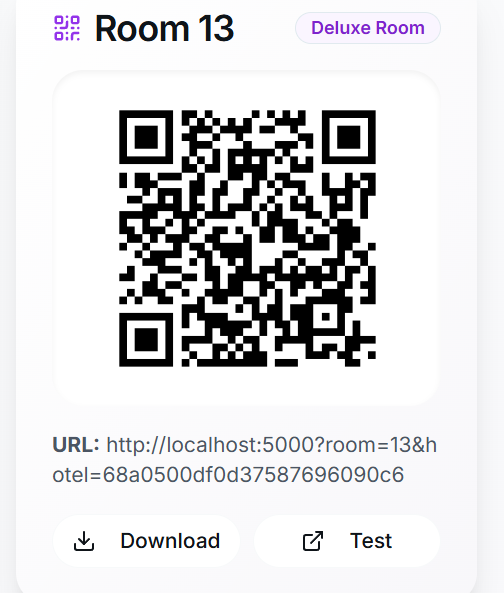 Room 13
Deluxe Room
URL: http://localhost:5000?room=13&h
otel=68a0500df0d37587696090c6
Download
Test